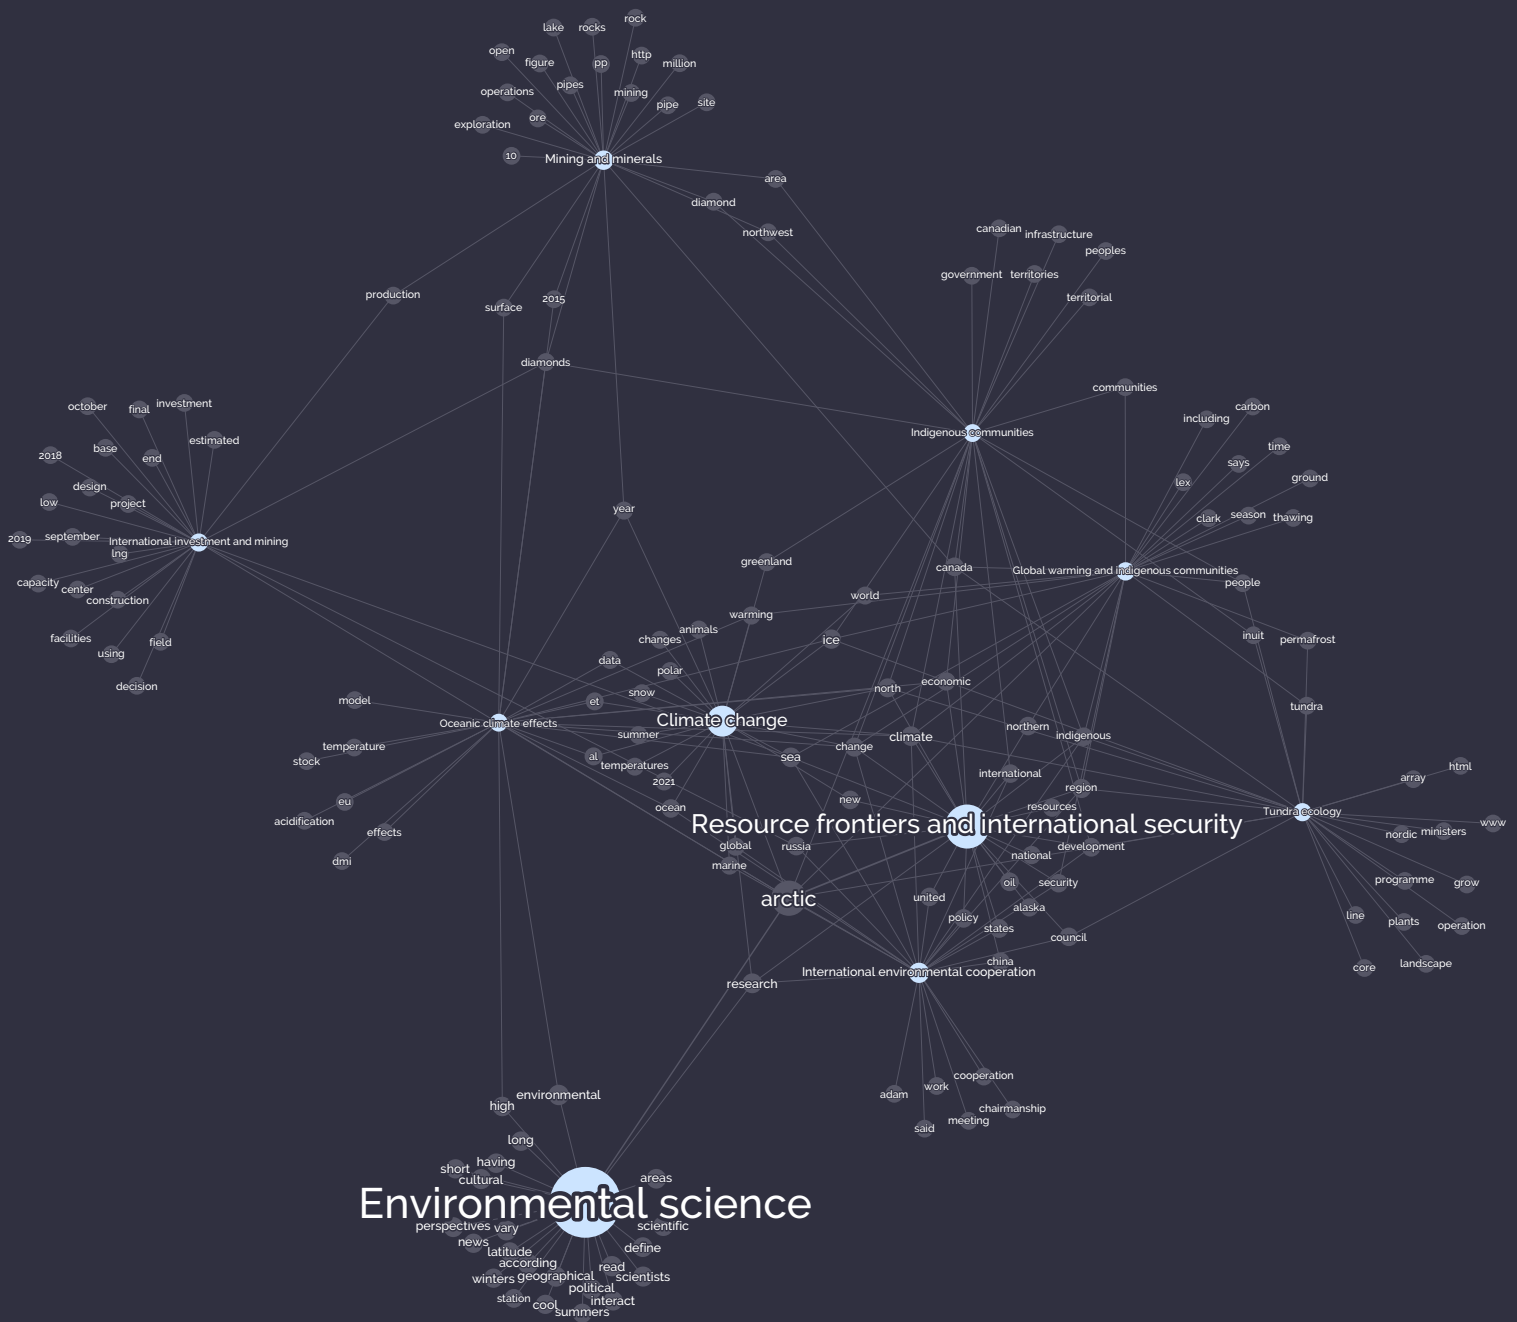 rock
lake
rocks
open
http
figure
pp
million
pipes
operations
mining
site
pipe
ore
exploration
10
Mining and minerals
area
diamond
northwest
canadian
infrastructure
peoples
government
territories
territorial
production
2015
surface
diamonds
communities
october
final
investment
carbon
including
estimated
Indigenous communities
base
time
2018
end
says
ground
lex
design
low
project
year
clark
season
thawing
2019
september
International investment and mining
lng
greenland
canada
Global warming and indigenous communities
people
capacity
center
construction
world
warming
animals
facilities
changes
ice
inuit
permafrost
field
using
data
polar
decision
economic
north
snow
model
et
tundra
Oceanic climate effects
Climate change
northern
summer
climate
indigenous
temperature
change
stock
al
sea
temperatures
international
html
array
2021
region
eu
new
ocean
resources
Tundra ecology
acidification
effects
Resource frontiers and international security
www
nordic
ministers
dmi
global
russia
development
national
marine
programme
grow
oil
security
arctic
united
alaska
line
policy
plants
operation
states
council
china
core
landscape
International environmental cooperation
research
cooperation
work
adam
environmental
high
chairmanship
meeting
said
long
having
short
cultural
areas
Environmental science
perspectives
vary
scientific
news
define
latitude
according
read
winters
geographical
scientists
political
station
cool
interact
summers